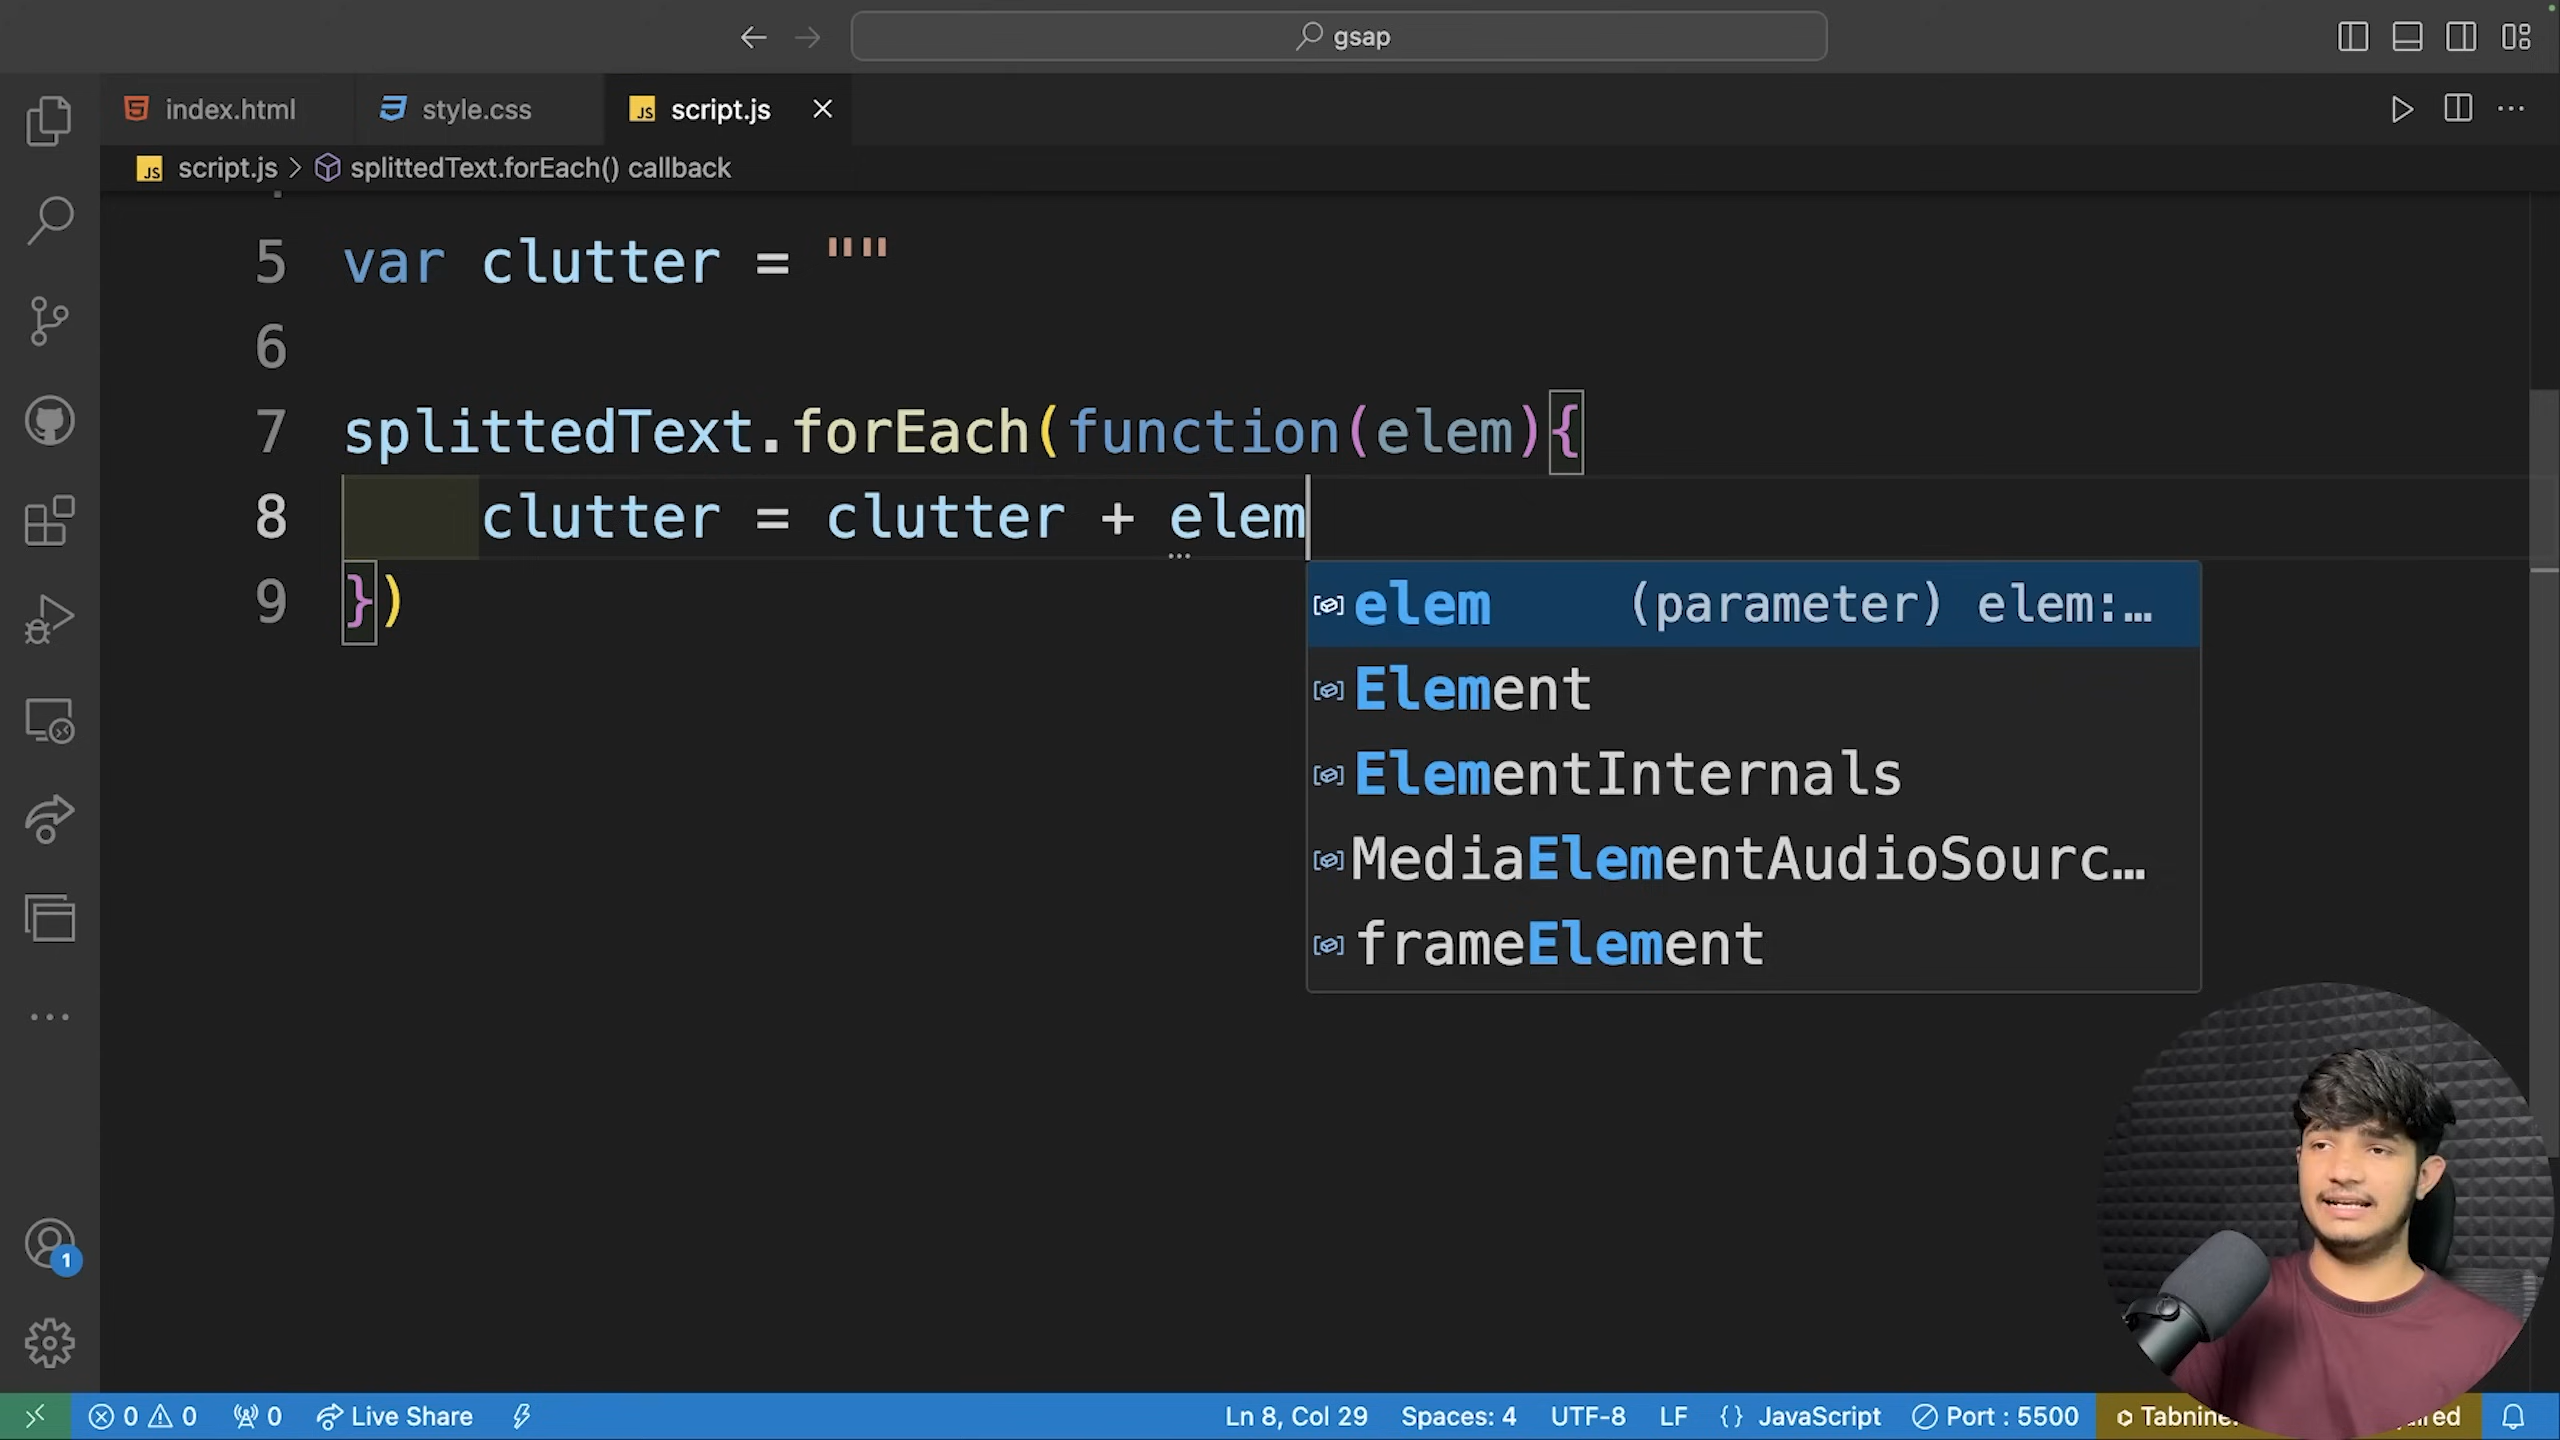 gsap
index.html
style.css
JS script.js
JS script.js > splittedText.forEach() callback
5 var clutter = ""
6
7 splittedText.forEach(function(elem){
8 clutter = clutter + elem
9 })
elem (parameter) elem:…
Element
ElementInternals
MediaElementAudioSourc…
frameElement
1
0 0 0 Live Share Ln 8, Col 29 Spaces: 4 UTF-8 LF {} JavaScript Port : 5500 Tabnine: